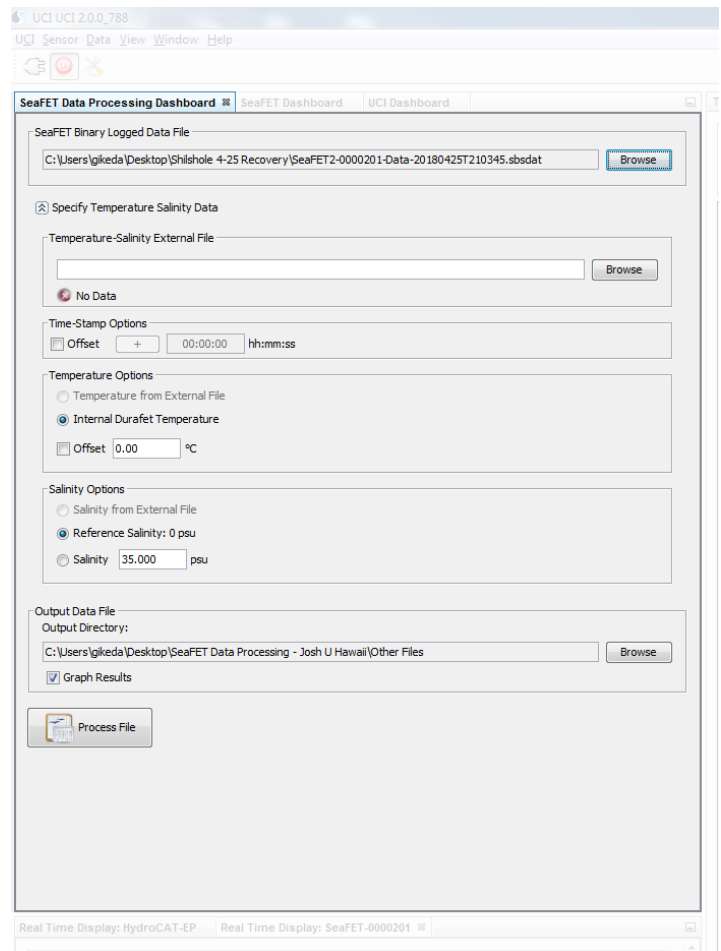 UCI UCI 2.0.0_788
UCI Sensor Data View Window Help
SeaFET Data Processing Dashboard SeaFET Dashboard UCI Dashboard
SeaFET Binary Logged Data File
C:\Users\gikeda\Desktop\Shilshole 4-25 Recovery\SeaFET2-0000201-Data-20180425T210345.sbsdat Browse
Specify Temperature Salinity Data
Temperature-Salinity External File
Browse
No Data
Time-Stamp Options
Offset + 00:00:00 hh:mm:ss
Temperature Options
Temperature from External File
Internal Durafet Temperature
Offset 0.00 ºC
Salinity Options
Salinity from External File
Reference Salinity: 0 psu
Salinity 35.000 psu
Output Data File
Output Directory:
C:\Users\gikeda\Desktop\SeaFET Data Processing - Josh U Hawaii\Other Files Browse
Graph Results
Process File
Real Time Display: HydroCAT-EP Real Time Display: SeaFET-0000201